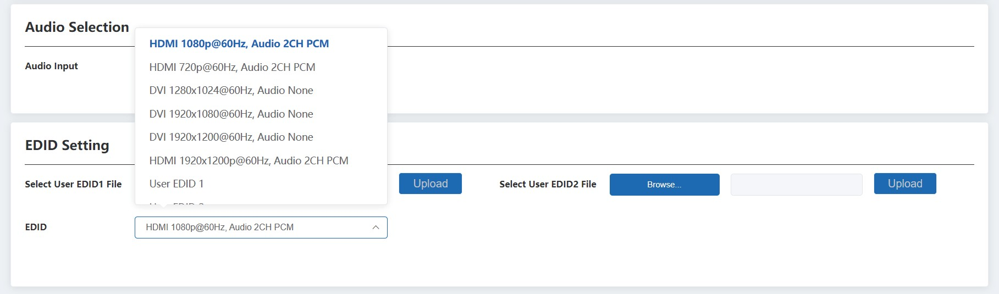 Audio Selection
HDMI 1080p@60Hz, Audio 2CH PCM
Audio Input
HDMI 720p@60Hz, Audio 2CH PCM
DVI 1280x1024@60Hz, Audio None
DVI 1920x1080@60Hz, Audio None
DVI 1920x1200@60Hz, Audio None
EDID Setting
HDMI 1920x1200p@60Hz, Audio 2CH PCM
Select User EDID1 File
User EDID 1
Upload
Select User EDID2 File
Browse...
Upload
EDID
HDMI 1080p@60Hz, Audio 2CH PCM